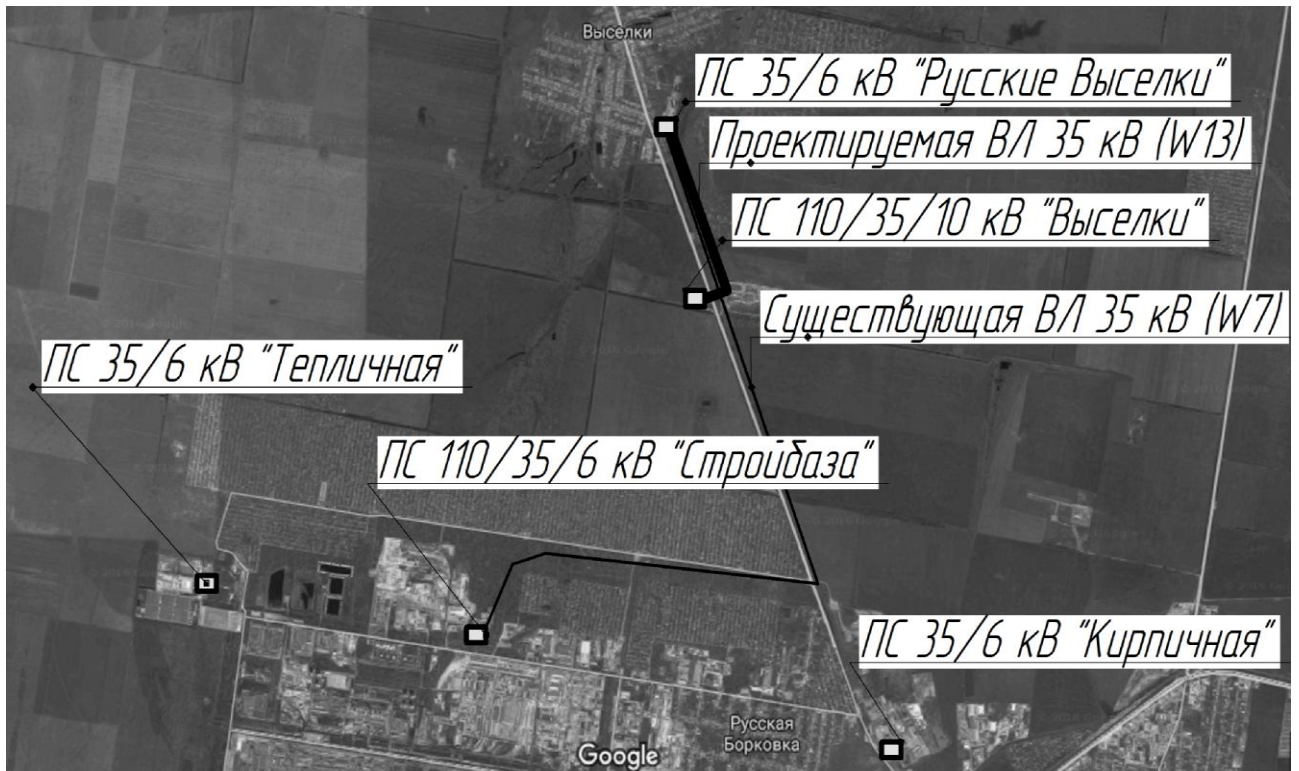 Выселки
ПС 35/6 кВ "Русские Выселки"
Проектируемая ВЛ 35 кВ (W13)
ПС 110/35/10 кВ "Выселки"
Существующая ВЛ 35 кВ (W7)
ПС 35/6 кВ "Тепличная"
ПС 110/35/6 кВ "Стройбаза"
ПС 35/6 кВ "Кирпичная"
Русская
Борковка
Google